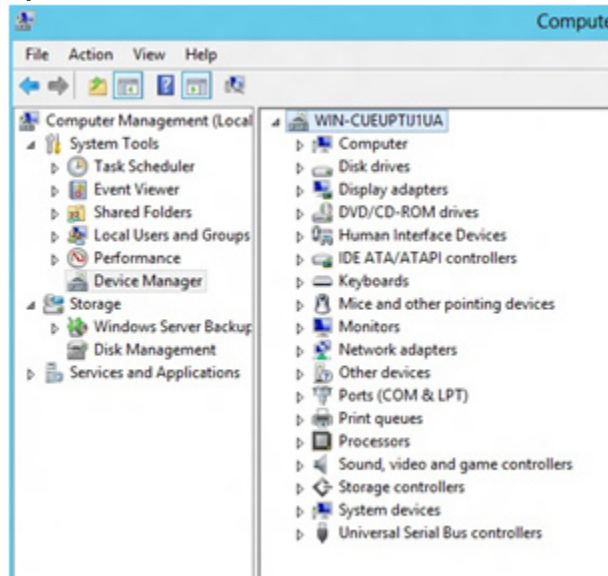 Compute
File Action View Help
Computer Management (Local
System Tools
Task Scheduler
Event Viewer
Shared Folders
Local Users and Groups
Performance
Device Manager
Storage
Windows Server Backup
Disk Management
Services and Applications
WIN-CUEUPTIJ1UA
Computer
Disk drives
Display adapters
DVD/CD-ROM drives
Human Interface Devices
IDE ATA/ATAPI controllers
Keyboards
Mice and other pointing devices
Monitors
Network adapters
Other devices
Ports (COM & LPT)
Print queues
Processors
Sound, video and game controllers
Storage controllers
System devices
Universal Serial Bus controllers